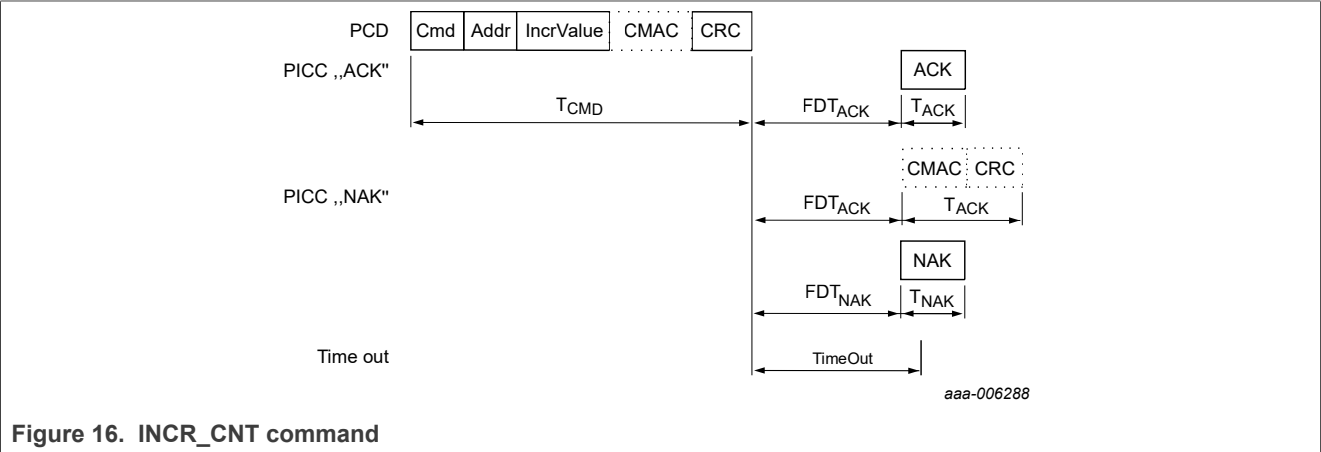 PCD Cmd Addr IncrValue CMAC CRC
PICC ,,ACK" ACK
TCMD FDTACK TACK
CMAC CRC
PICC ,,NAK"
FDTACK TACK
NAK
FDTNAK TNAK
Time out TimeOut
aaa-006288
Figure 16. INCR_CNT command